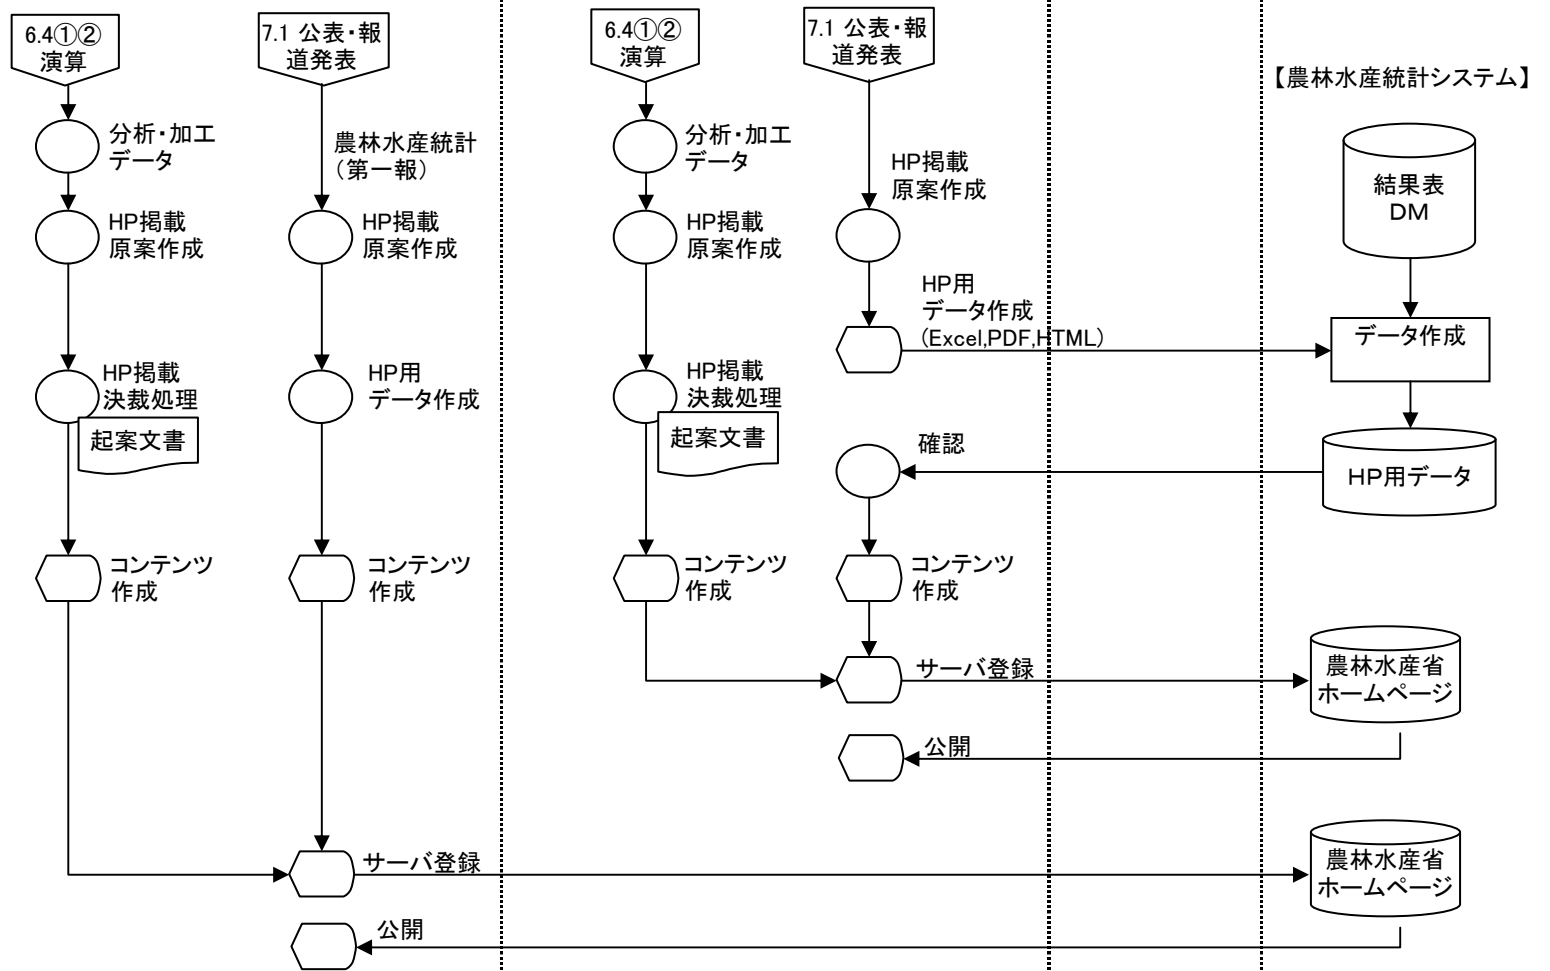 6.4①②
演算
7.1 公表・報
道発表
6.4①②
演算
7.1 公表・報
道発表
【農林水産統計システム】
分析・加工
データ
農林水産統計
（第一報）
分析・加工
データ
HP掲載
原案作成
結果表
DM
HP掲載
原案作成
HP掲載
原案作成
HP掲載
原案作成
HP用
データ作成
(Excel,PDF,HTML)
データ作成
HP掲載
決裁処理
起案文書
HP用
データ作成
HP掲載
決裁処理
起案文書
確認
HP用データ
コンテンツ
作成
コンテンツ
作成
コンテンツ
作成
コンテンツ
作成
サーバ登録
農林水産省
ホームページ
公開
サーバ登録
農林水産省
ホームページ
公開